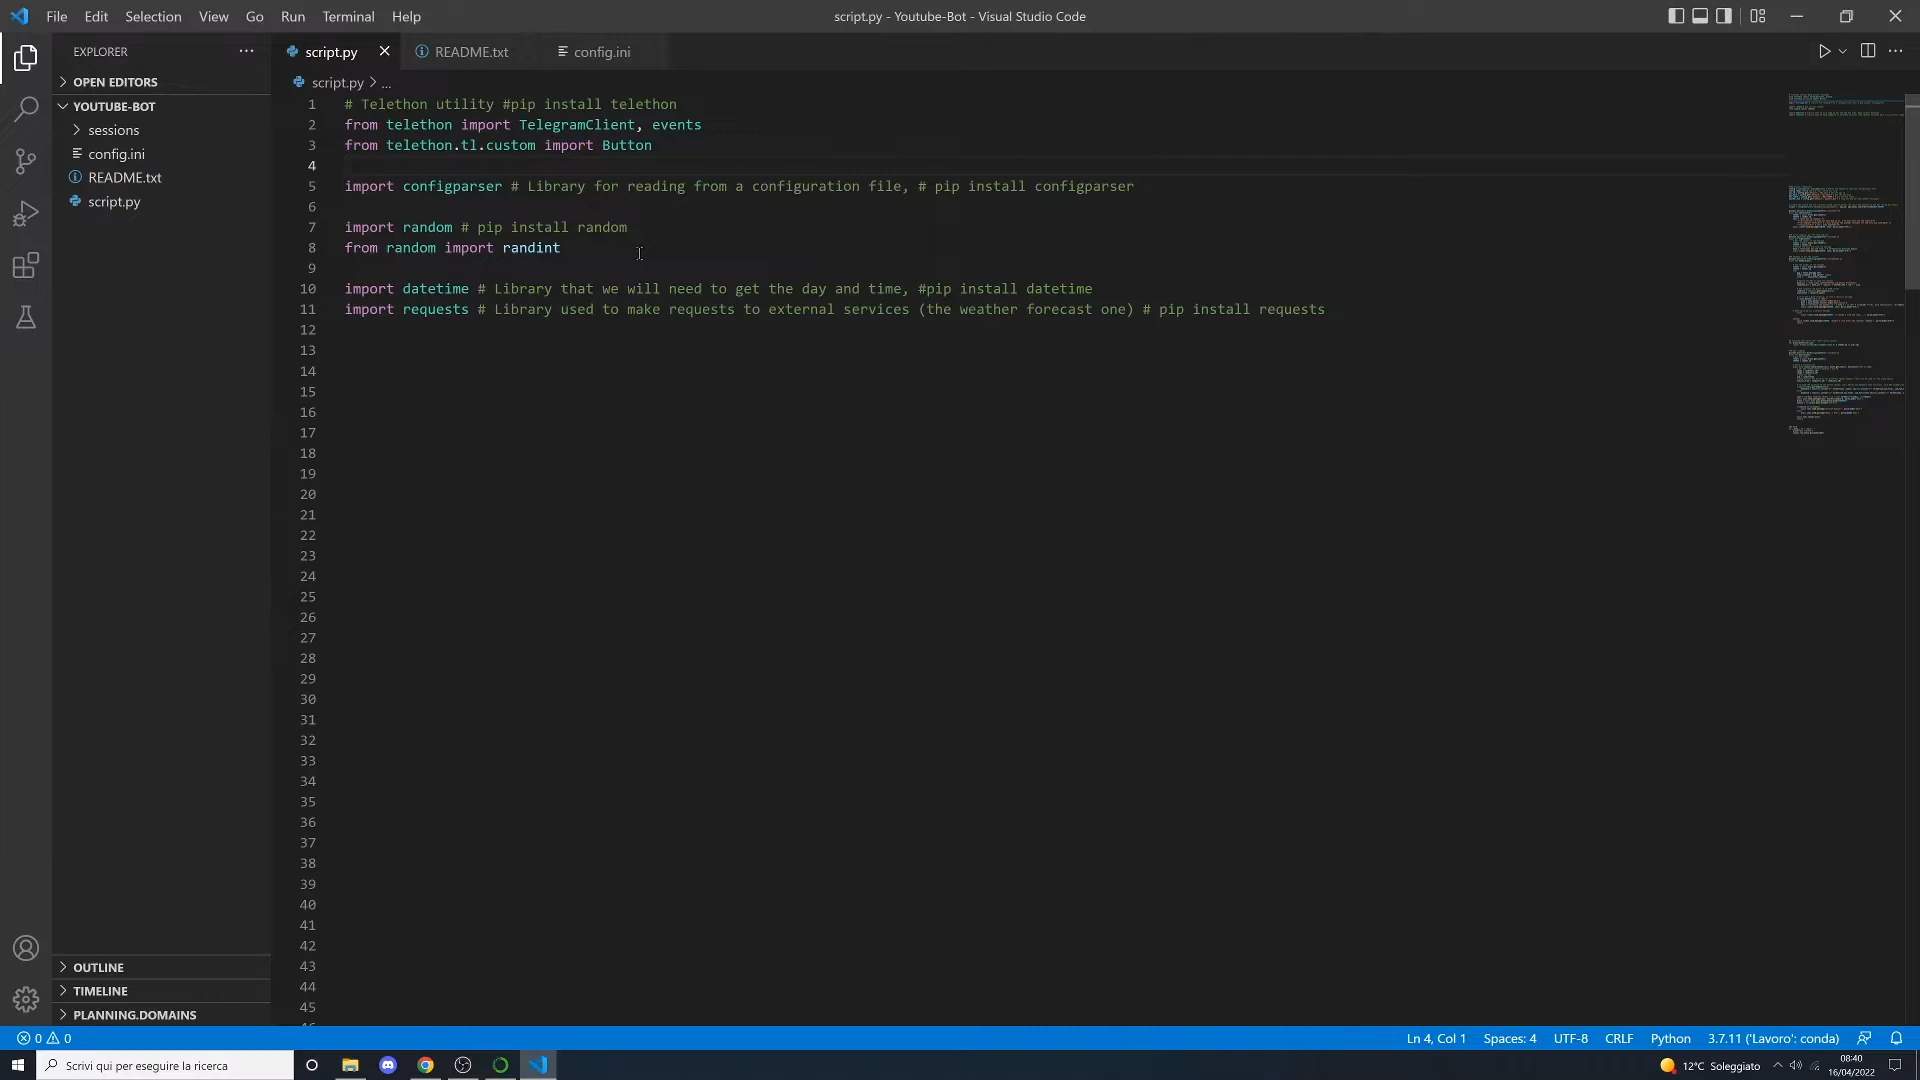 File Edit Selection View Go Run Terminal Help
script.py - Youtube-Bot - Visual Studio Code
EXPLORER
script.py
README.txt
config.ini
OPEN EDITORS
script.py > ...
YOUTUBE-BOT
sessions
config.ini
README.txt
script.py
1 # Telethon utility #pip install telethon
2 from telethon import TelegramClient, events
3 from telethon.tl.custom import Button
4
5 import configparser # Library for reading from a configuration file, # pip install configparser
6
7 import random # pip install random
8 from random import randint
9
10 import datetime # Library that we will need to get the day and time, #pip install datetime
11 import requests # Library used to make requests to external services (the weather forecast one) # pip install requests
12
13
14
15
16
17
18
19
20
21
22
23
24
25
26
27
28
29
30
31
32
33
34
35
36
37
38
39
40
41
42
43
44
45
OUTLINE
TIMELINE
PLANNING.DOMAINS
0 0
Ln 4, Col 1 Spaces: 4 UTF-8 CRLF Python 3.7.11 ('Lavoro': conda)
Scrivi qui per eseguire la ricerca
12°C Soleggiato
08:40
16/04/2022